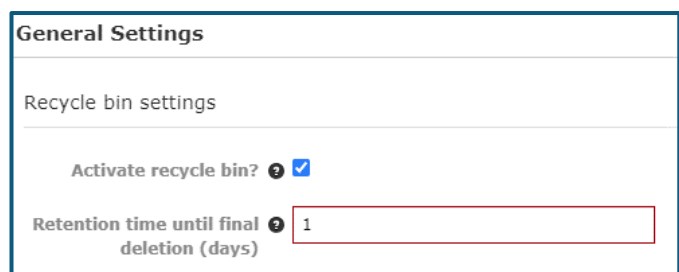 General Settings
Recycle bin settings
Activate recycle bin?
Retention time until final
deletion (days)
1